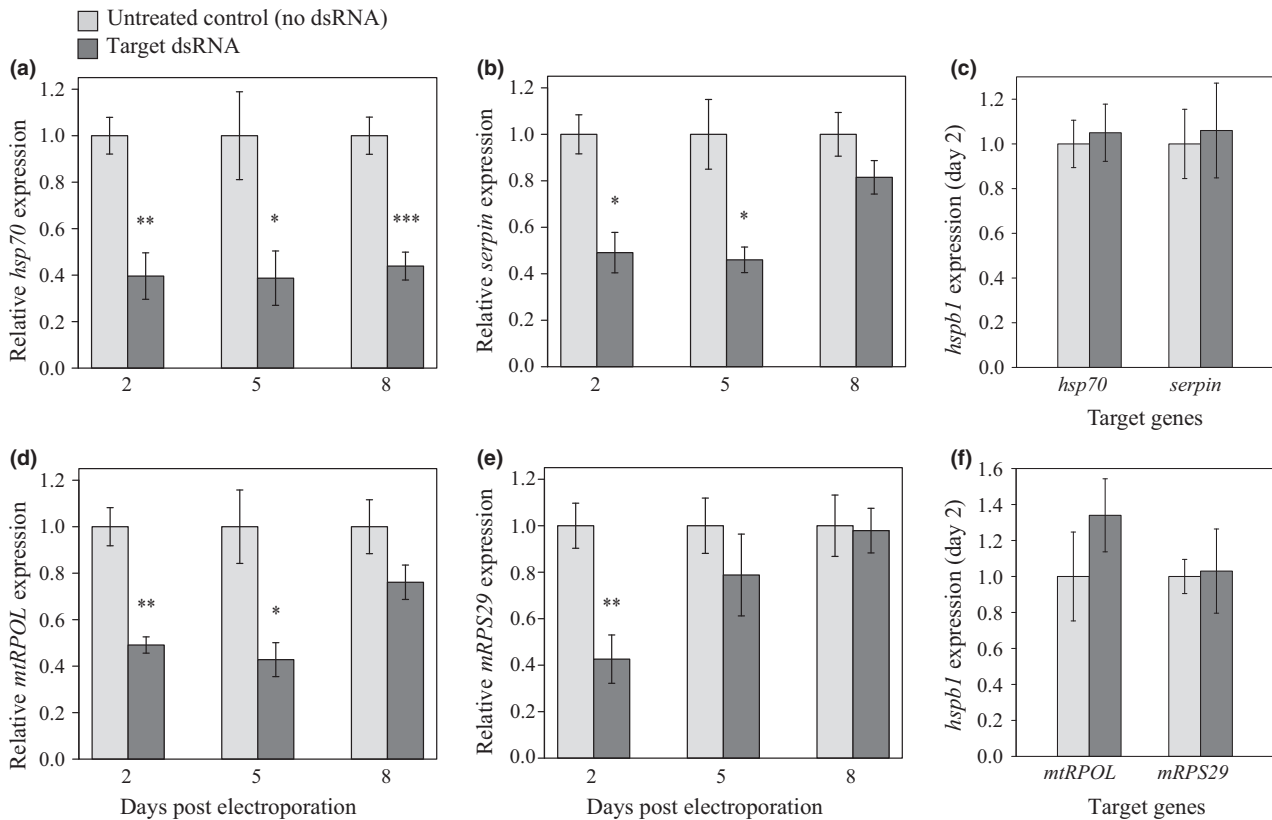 Untreated control (no dsRNA)
Target dsRNA
(a)
Relative hsp70 expression
1.2
1.0
0.8
0.6
0.4
0.2
0.0
**
*
***
2 5 8
(b)
Relative serpin expression
1.2
1.0
0.8
0.6
0.4
0.2
0.0
*
*
2 5 8
(c)
hspb1 expression (day 2)
1.2
1.0
0.8
0.6
0.4
0.2
0.0
hsp70 serpin
Target genes
(d)
Relative mtRPOL expression
1.2
1.0
0.8
0.6
0.4
0.2
0.0
**
*
2 5 8
Days post electroporation
(e)
Relative mRPS29 expression
1.2
1.0
0.8
0.6
0.4
0.2
0.0
**
2 5 8
Days post electroporation
(f)
hspb1 expression (day 2)
1.6
1.4
1.2
1.0
0.8
0.6
0.4
0.2
0.0
mtRPOL mRPS29
Target genes